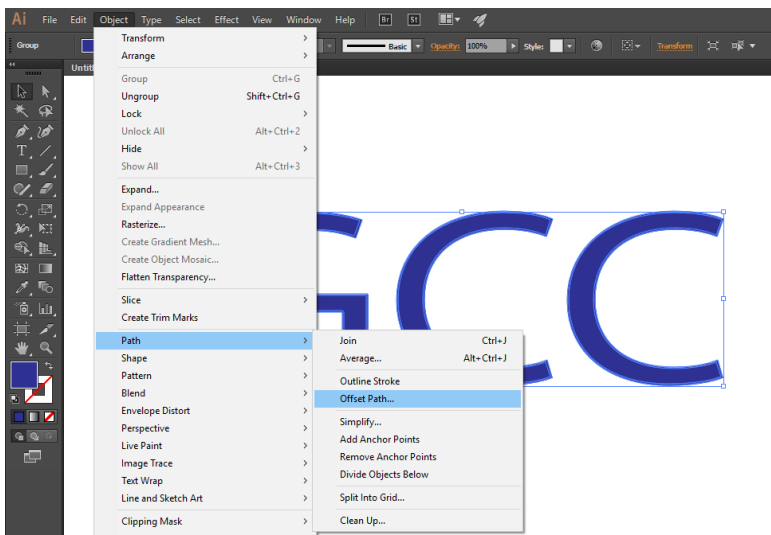 Ai File Edit Object Type Select Effect View Window Help Br St
Group Basic Opacity: 100% Style: Transform
Transform
Arrange
Group Ctrl+G
Ungroup Shift+Ctrl+G
Lock
Unlock All Alt+Ctrl+2
Hide
Show All Alt+Ctrl+3
Expand...
Expand Appearance
Rasterize...
Create Gradient Mesh...
Create Object Mosaic...
Flatten Transparency...
Slice
Create Trim Marks
Path
Shape
Pattern
Blend
Envelope Distort
Perspective
Live Paint
Image Trace
Text Wrap
Line and Sketch Art
Clipping Mask
Join Ctrl+J
Average... Alt+Ctrl+J
Outline Stroke
Offset Path...
Simplify...
Add Anchor Points
Remove Anchor Points
Divide Objects Below
Split Into Grid...
Clean Up...
GCC